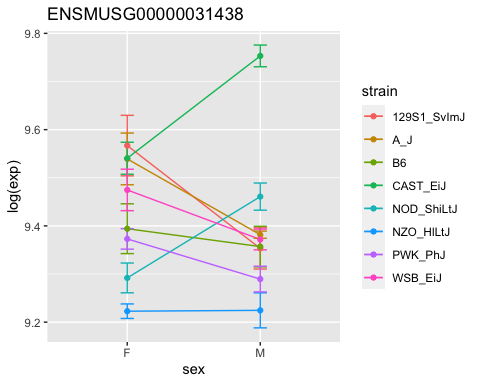 ENSMUSG00000031438
9.8
9.6
9.4
9.2
log(exp)
F
M
sex
strain
129S1_SvImJ
A_J
B6
CAST_EiJ
NOD_ShiLtJ
NZO_HILtJ
PWK_PhJ
WSB_EiJ